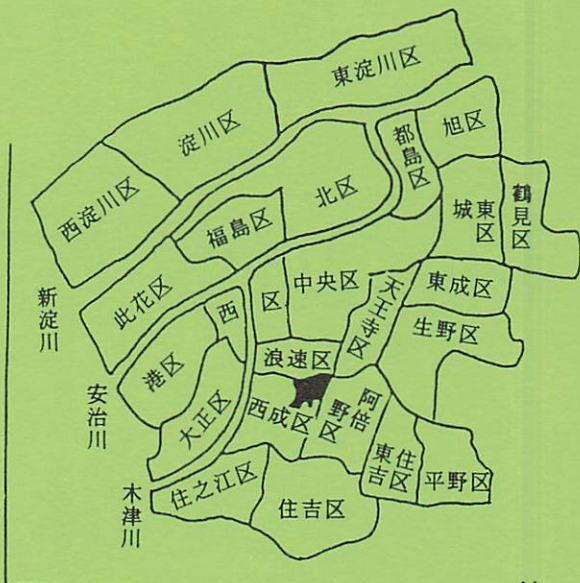 東淀川区
淀川区
西淀川区
旭区
都島区
北区
福島区
城東区
鶴見区
此花区
新淀川
西区
中央区
天王寺区
東成区
生野区
港区
安治川
大正区
浪速区
西成区
阿倍野区
東住吉区
平野区
木津川
住之江区
住吉区